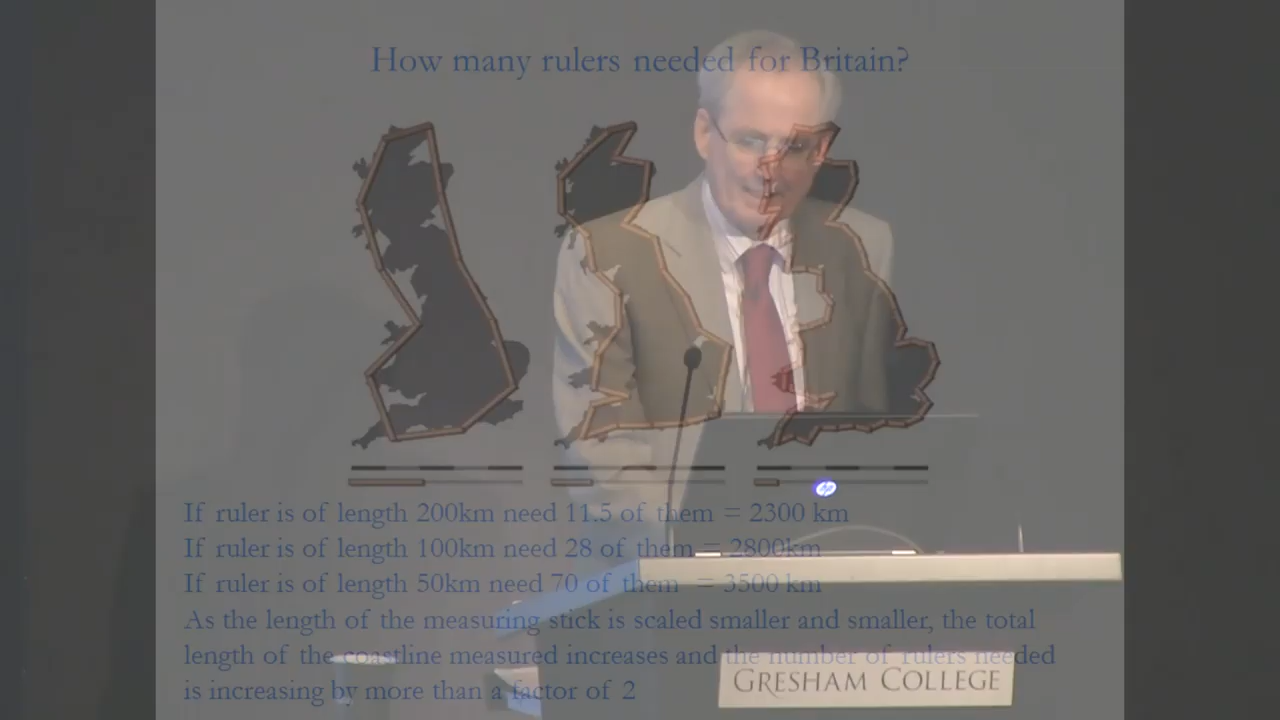 How many rulers needed for Britain?
If ruler is of length 200km need 11.5 of them = 2300 km
If ruler is of length 100km need 28 of them = 2800km
If ruler is of length 50km need 70 of them = 3500 km
As the length of the measuring stick is scaled smaller and smaller, the total
length of the coastline measured increases and the number of rulers needed
is increasing by more than a factor of 2
hp
GRESHAM COLLEGE